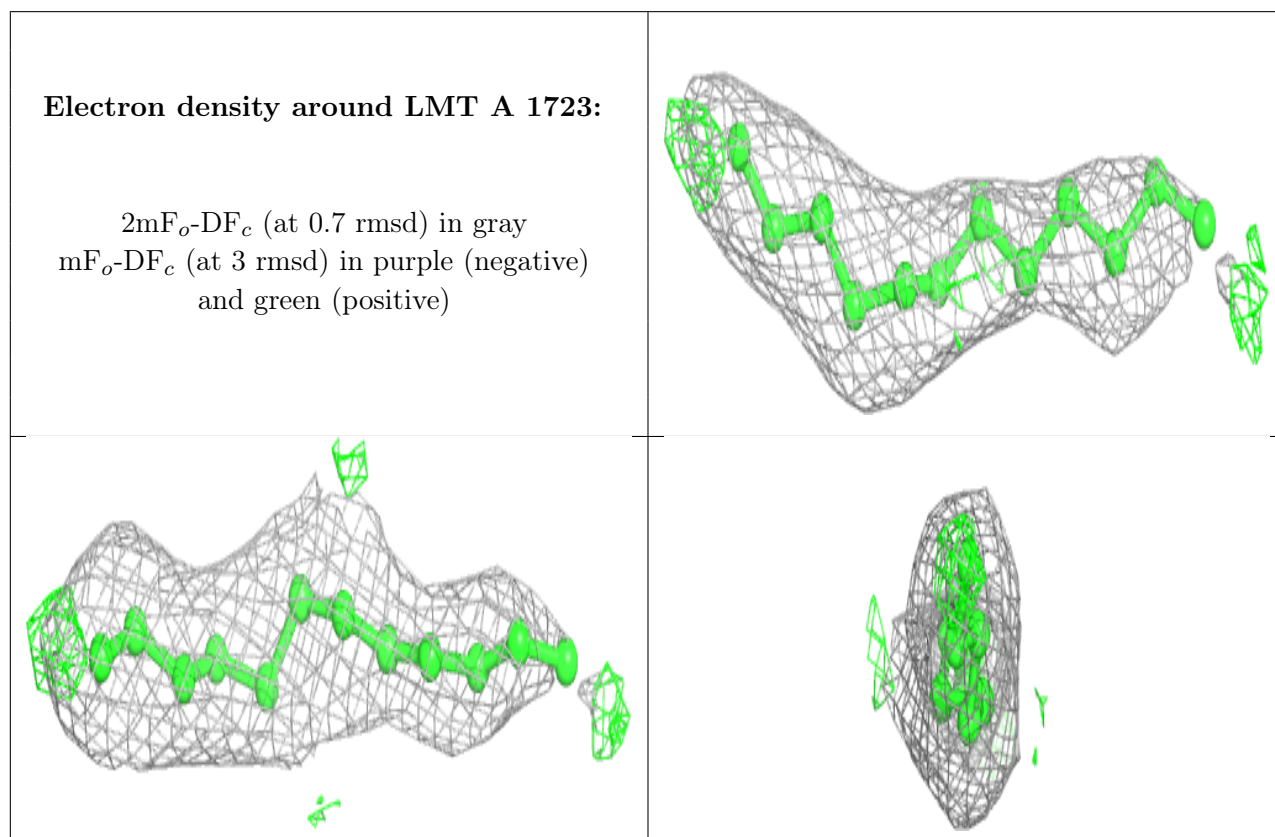 Electron density around LMT A 1723:
2mFₒ-DF𝒸 (at 0.7 rmsd) in gray
mFₒ-DF𝒸 (at 3 rmsd) in purple (negative)
and green (positive)